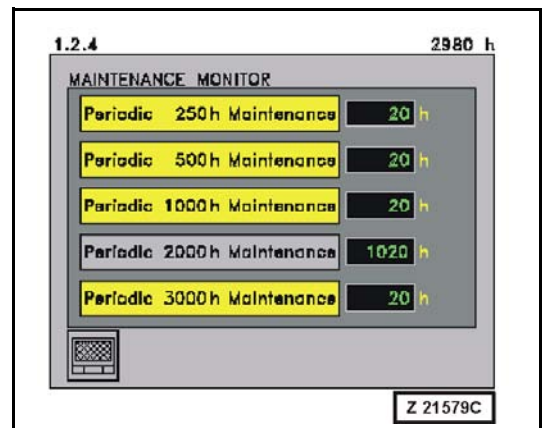 1.2.4 2980 h
MAINTENANCE MONITOR
Periodic 250h Maintenance 20 h
Periodic 500h Maintenance 20 h
Periodic 1000h Maintenance 20 h
Periodic 2000h Maintenance 1020 h
Periodic 3000h Maintenance 20 h
Z 21579C